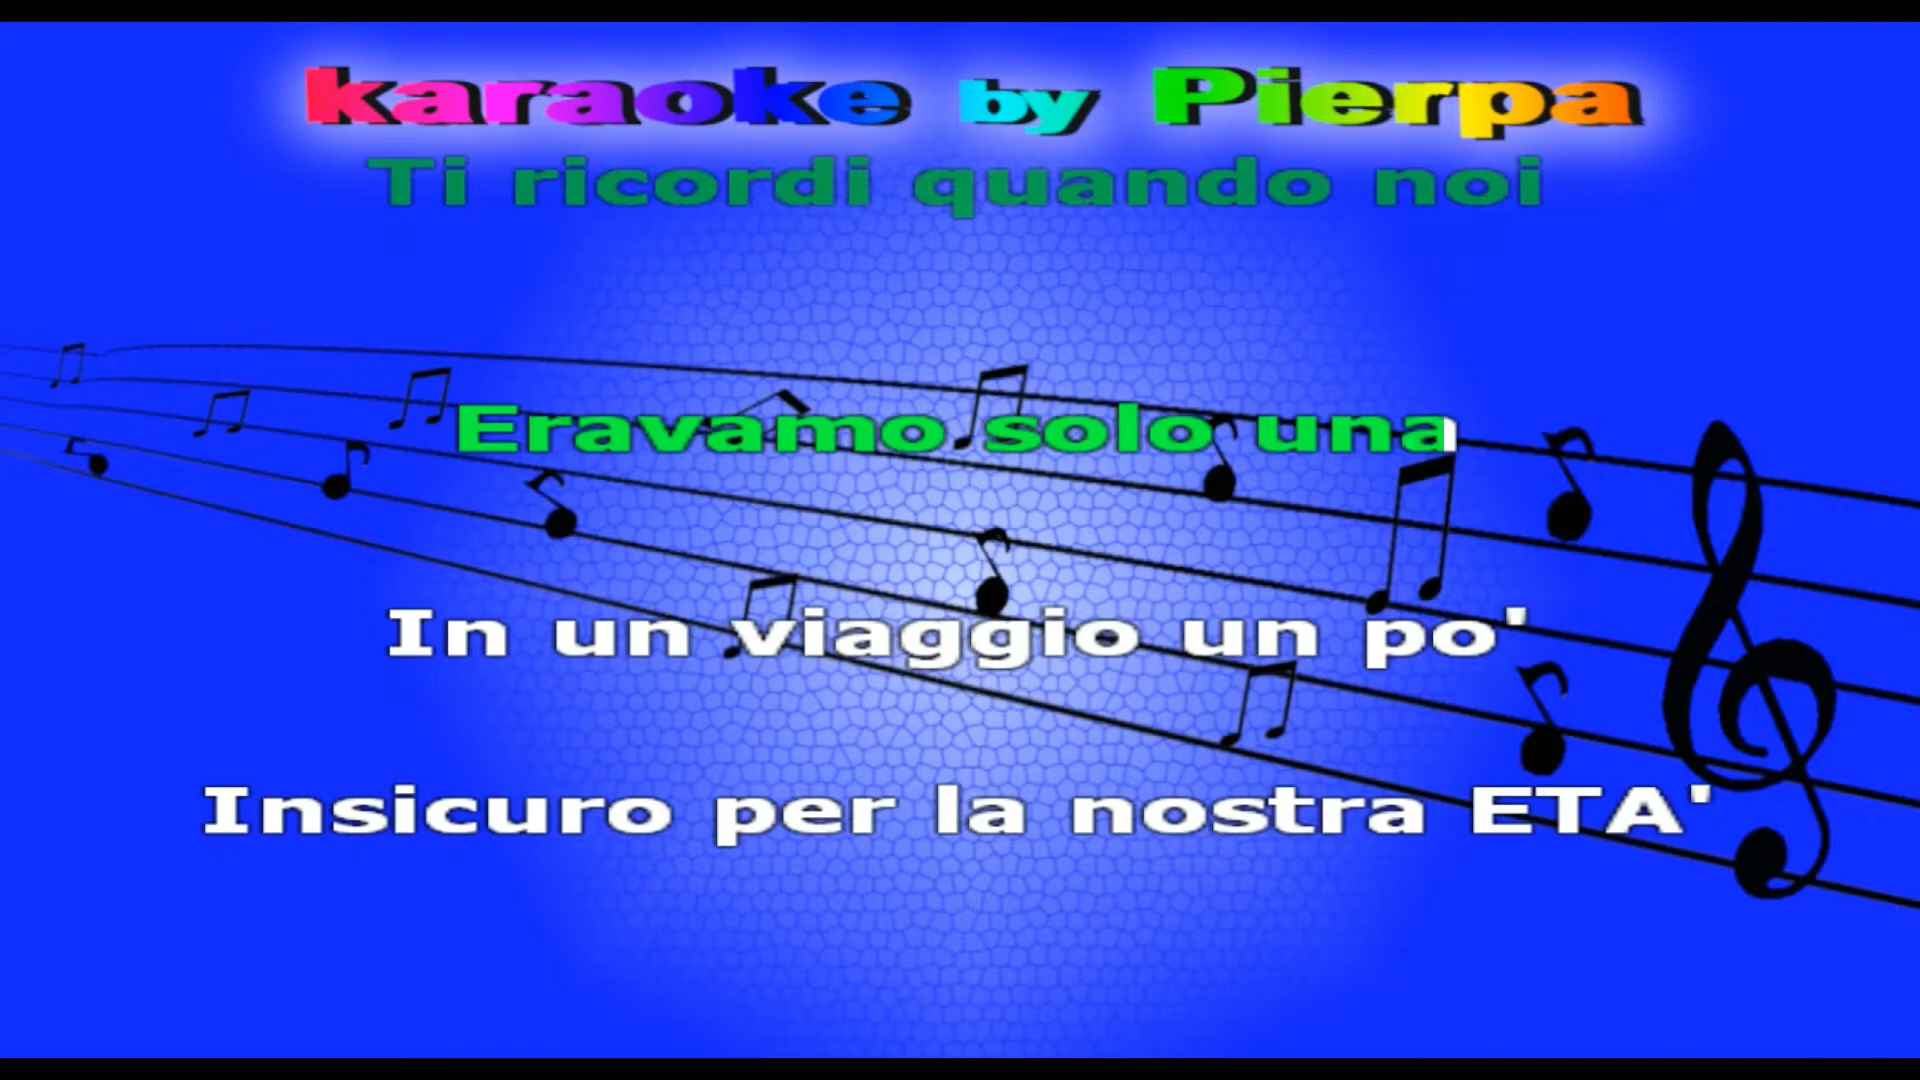 karaoke by Pierpa
Ti ricordi quando noi
Eravamo solo una
In un viaggio un po'
Insicuro per la nostra ETA'